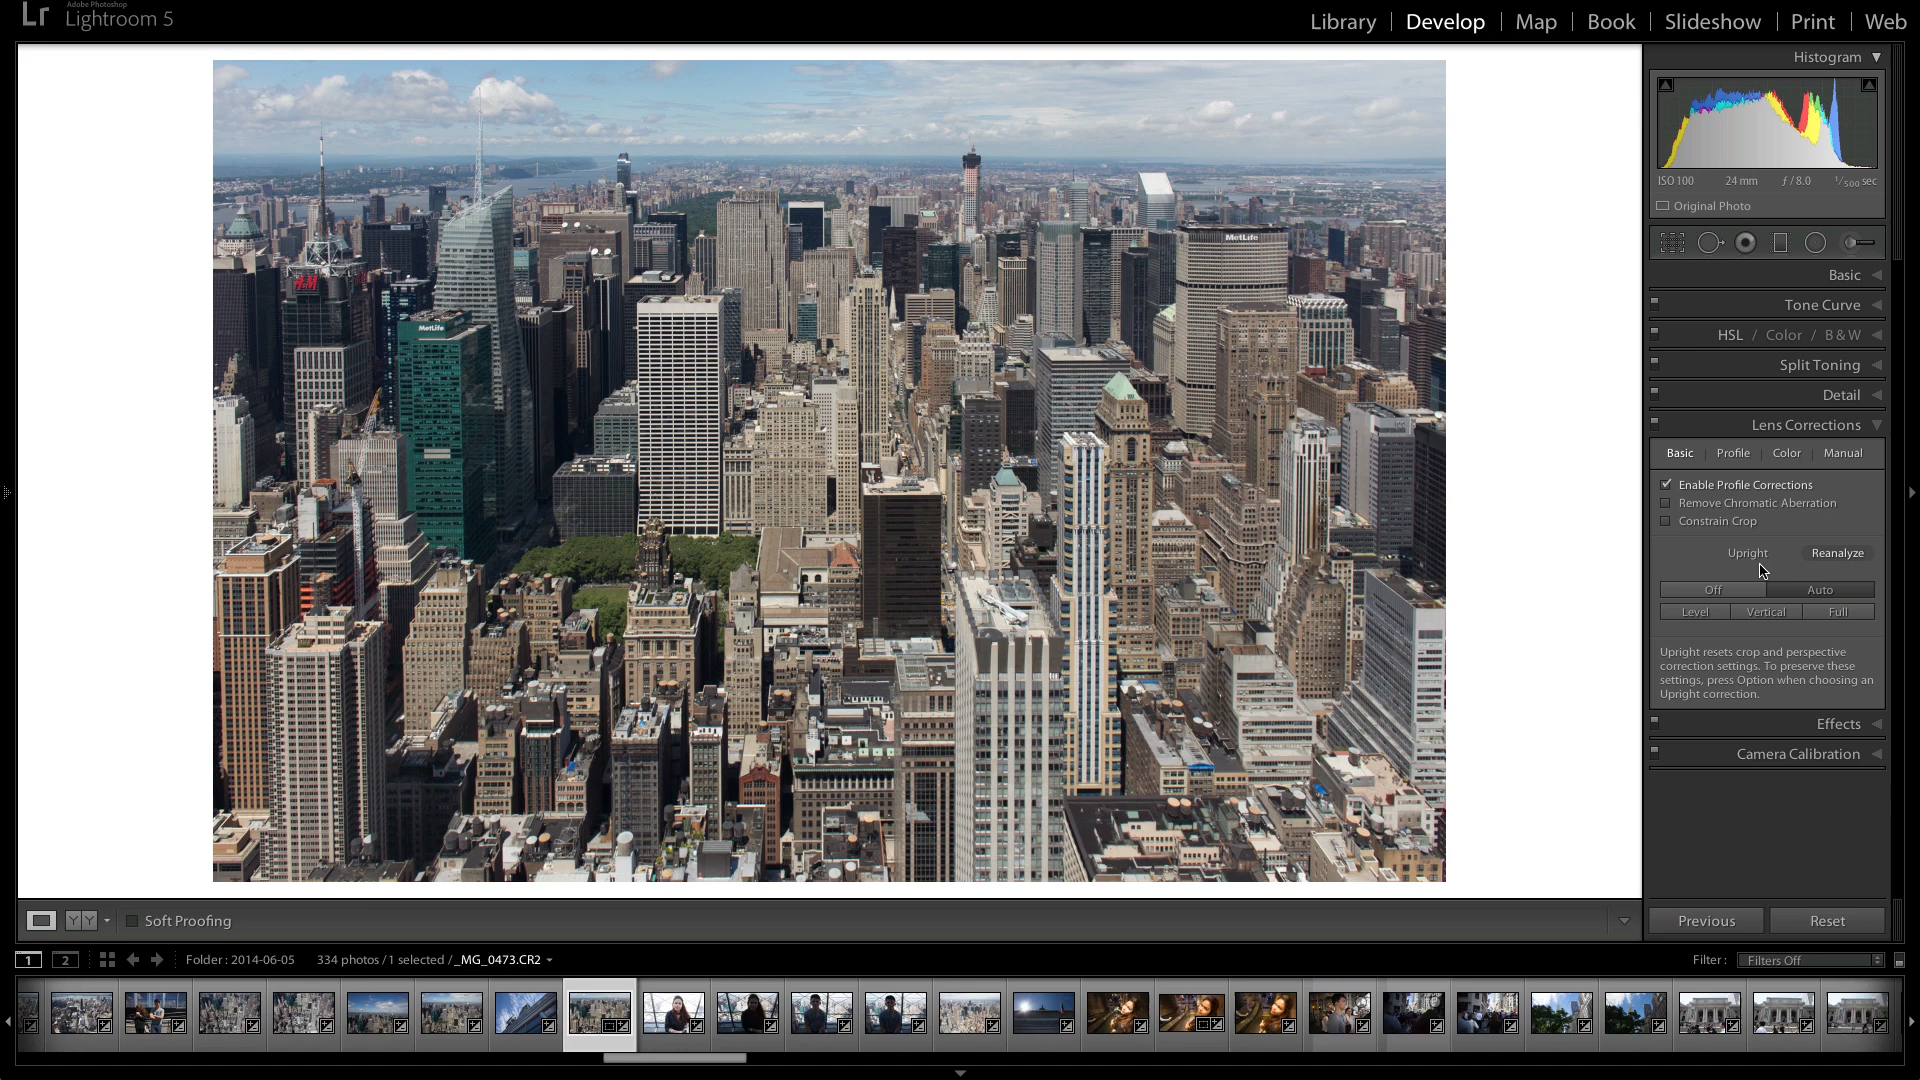 Lr Adobe Photoshop
Lightroom 5
Library | Develop | Map | Book | Slideshow | Print | Web
Histogram
ISO 100 24 mm ƒ / 8.0 1/500 sec
Original Photo
Basic
Tone Curve
HSL / Color / B & W
Split Toning
Detail
Lens Corrections
Basic | Profile | Color | Manual
Enable Profile Corrections
Remove Chromatic Aberration
Constrain Crop
Upright Reanalyze
Off Auto
Level Vertical Full
Upright resets crop and perspective
correction settings. To preserve these
settings, press Option when choosing an
Upright correction.
Effects
Camera Calibration
Previous Reset
MetLife
H&M
MetLife
Y Y Soft Proofing
1 2 Folder : 2014-06-05 334 photos / 1 selected / _MG_0473.CR2 Filter : Filters Off